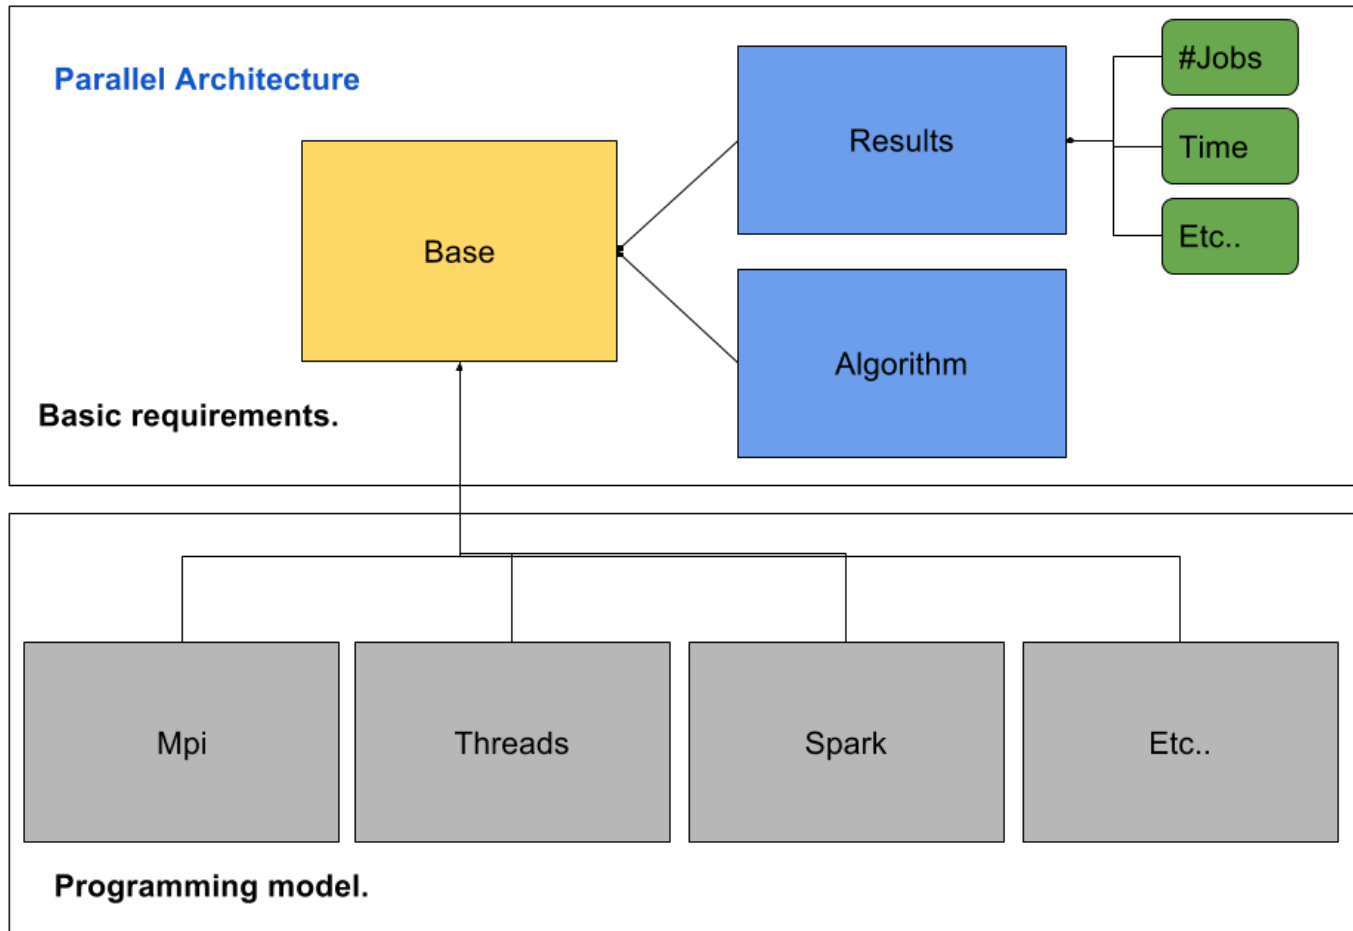 Parallel Architecture
#Jobs
Results
Time
Base
Etc..
Algorithm
Basic requirements.
Mpi
Threads
Spark
Etc..
Programming model.